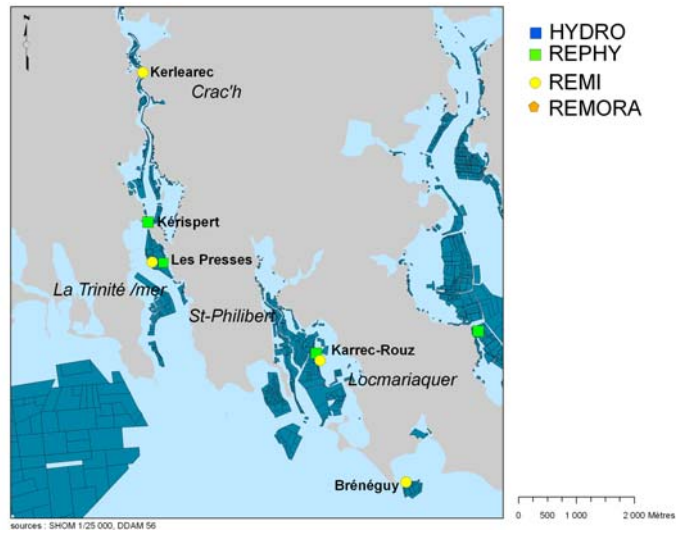 N
HYDRO
REPHY
REMI
REMORA
Kerlearec
Crac'h
Kérispert
Les Presses
La Trinité /mer
St-Philibert
Karrec-Rouz
Locmariaquer
Brénéguy
0 500 1 000 2 000 Mètres
sources : SHOM 1/25 000, DDAM 56